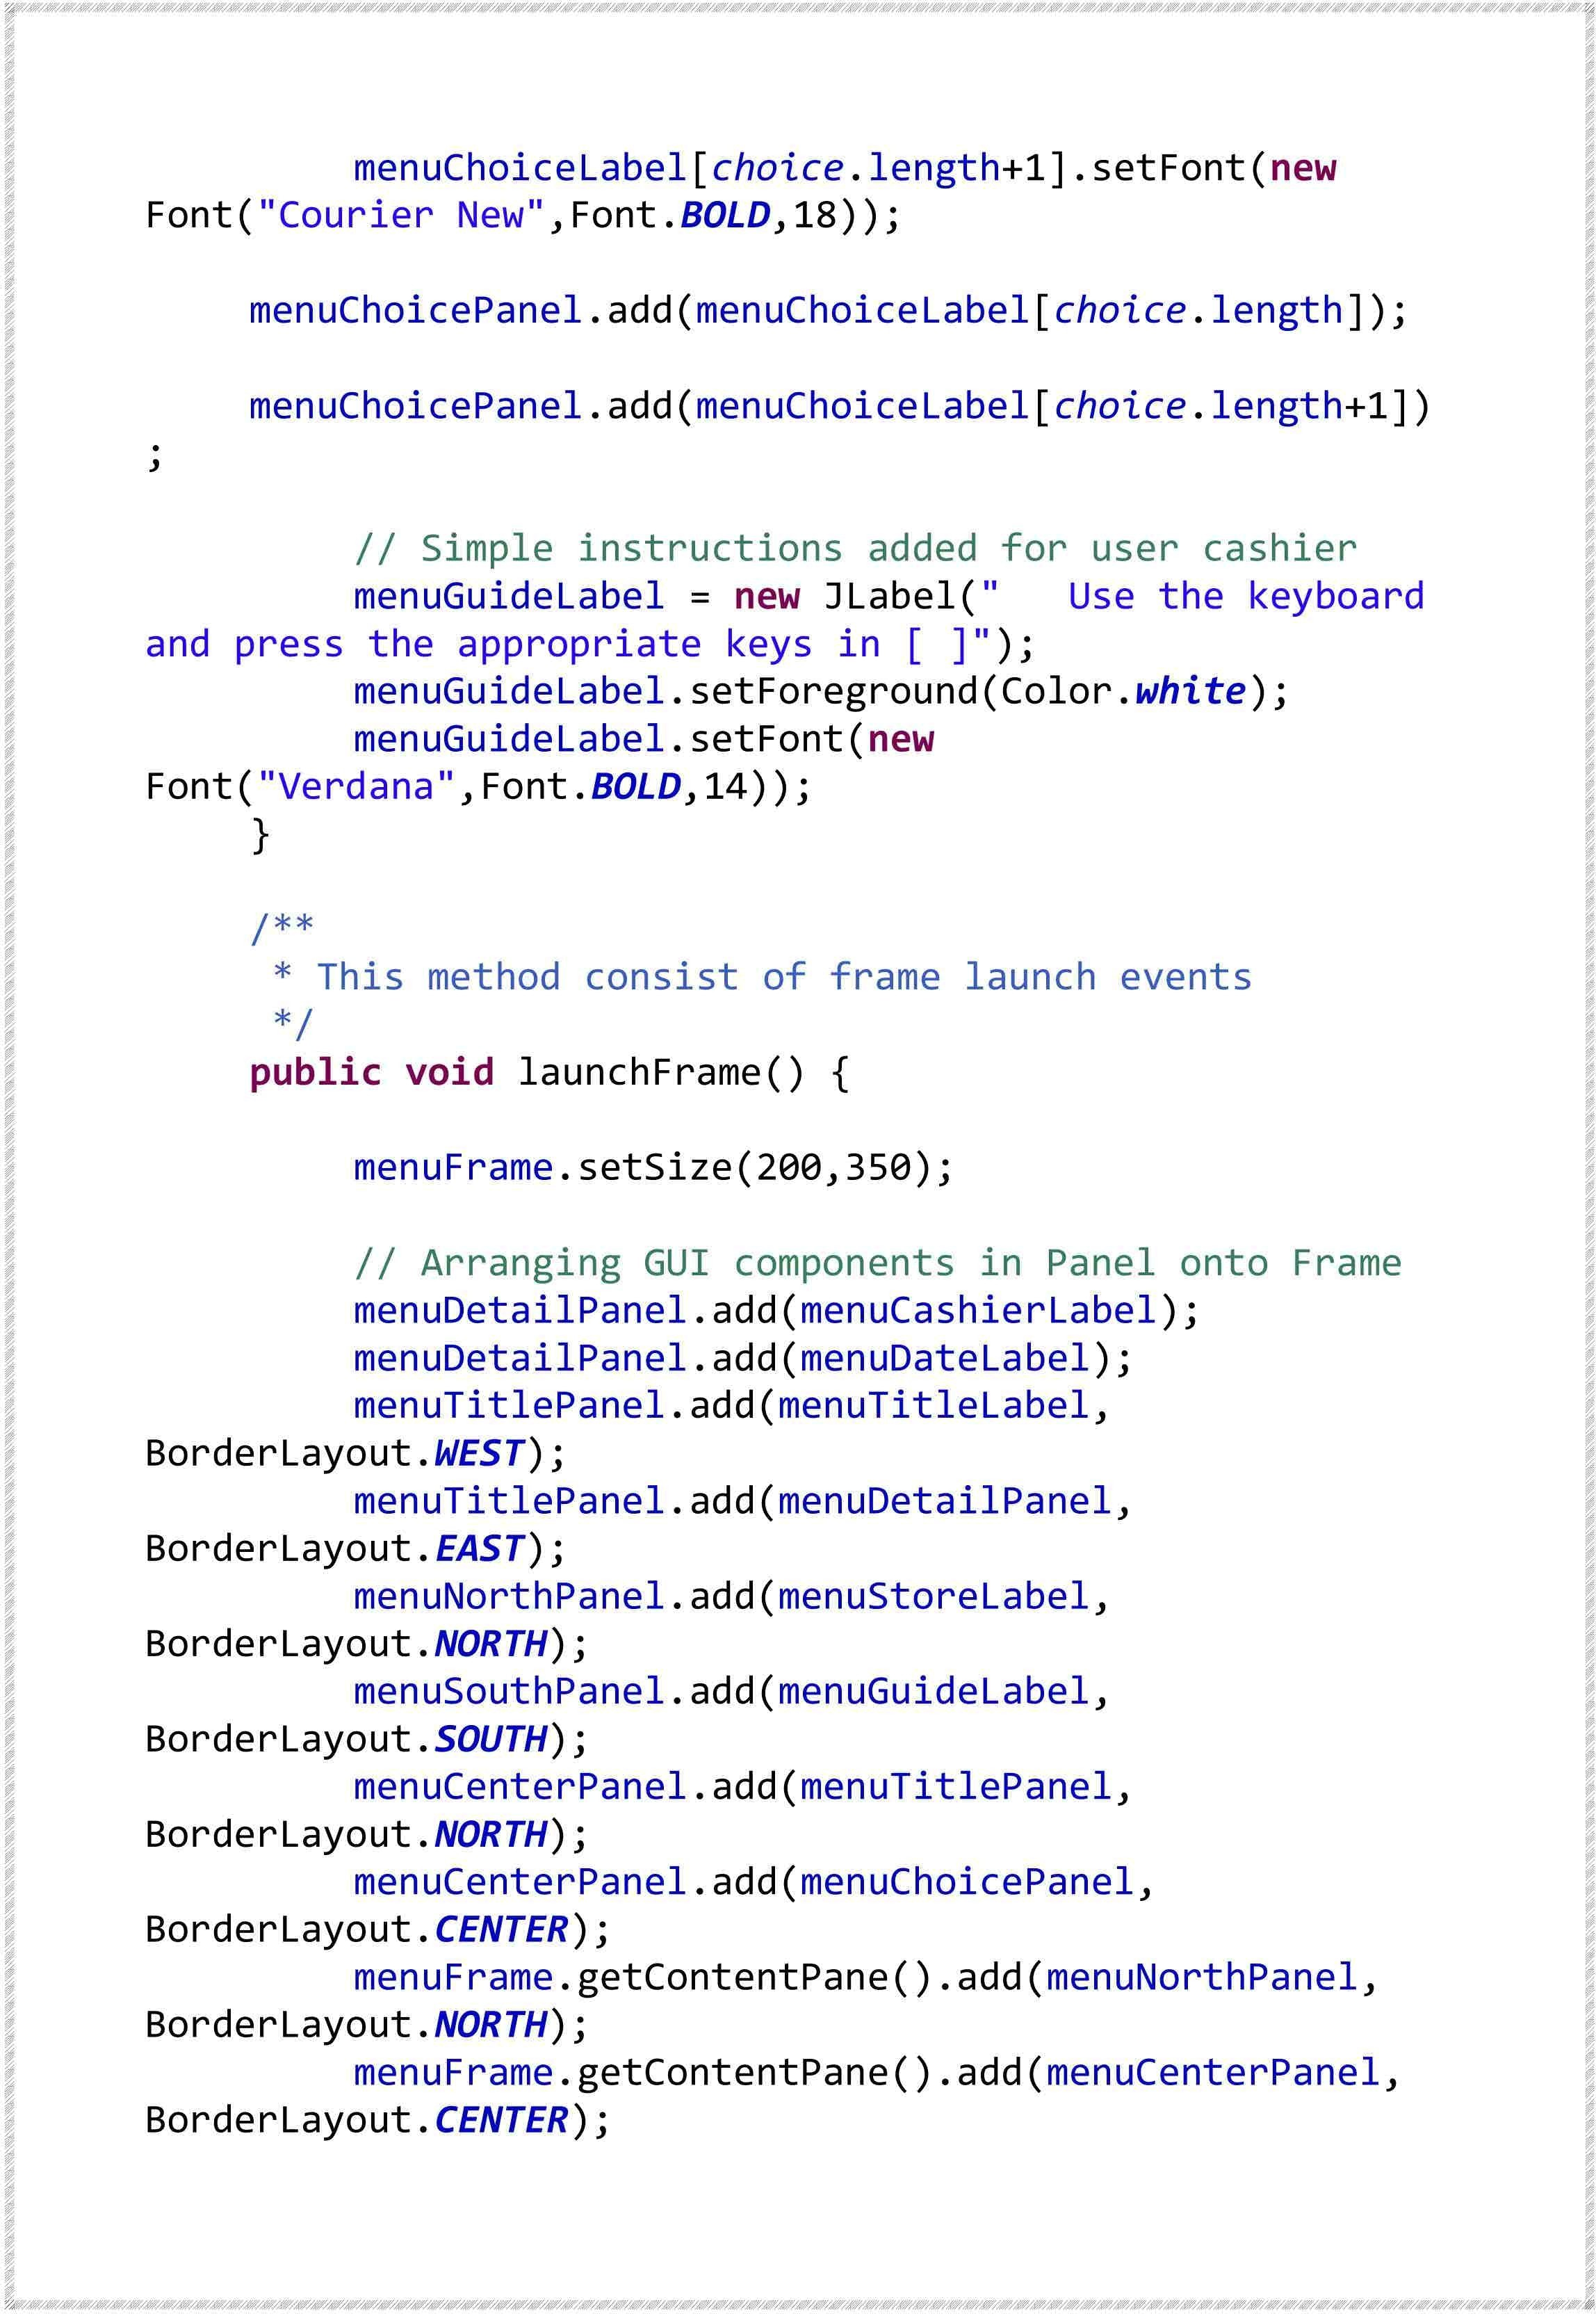 menuChoiceLabel[choice.length+1].setFont(new
Font("Courier New",Font.BOLD,18));
menuChoicePanel.add(menuChoiceLabel[choice.length]);
menuChoicePanel.add(menuChoiceLabel[choice.length+1])
;
// Simple instructions added for user cashier
menuGuideLabel = new JLabel("   Use the keyboard
and press the appropriate keys in [ ]");
menuGuideLabel.setForeground(Color.white);
menuGuideLabel.setFont(new
Font("Verdana",Font.BOLD,14));
}
/**
* This method consist of frame launch events
*/
public void launchFrame() {
menuFrame.setSize(200,350);
// Arranging GUI components in Panel onto Frame
menuDetailPanel.add(menuCashierLabel);
menuDetailPanel.add(menuDateLabel);
menuTitlePanel.add(menuTitleLabel,
BorderLayout.WEST);
menuTitlePanel.add(menuDetailPanel,
BorderLayout.EAST);
menuNorthPanel.add(menuStoreLabel,
BorderLayout.NORTH);
menuSouthPanel.add(menuGuideLabel,
BorderLayout.SOUTH);
menuCenterPanel.add(menuTitlePanel,
BorderLayout.NORTH);
menuCenterPanel.add(menuChoicePanel,
BorderLayout.CENTER);
menuFrame.getContentPane().add(menuNorthPanel,
BorderLayout.NORTH);
menuFrame.getContentPane().add(menuCenterPanel,
BorderLayout.CENTER);